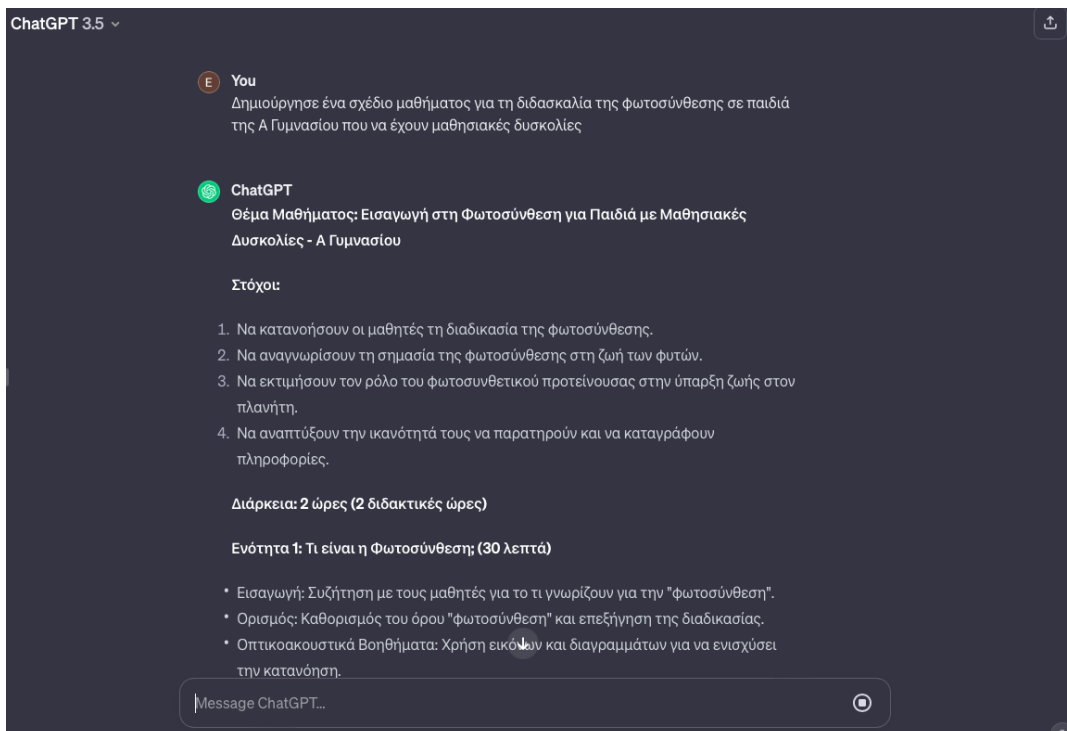 ChatGPT 3.5
E
You
Δημιούργησε ένα σχέδιο μαθήματος για τη διδασκαλία της φωτοσύνθεσης σε παιδιά
της Α Γυμνασίου που να έχουν μαθησιακές δυσκολίες
ChatGPT
Θέμα Μαθήματος: Εισαγωγή στη Φωτοσύνθεση για Παιδιά με Μαθησιακές
Δυσκολίες - Α Γυμνασίου
Στόχοι:
1. Να κατανοήσουν οι μαθητές τη διαδικασία της φωτοσύνθεσης.
2. Να αναγνωρίσουν τη σημασία της φωτοσύνθεσης στη ζωή των φυτών.
3. Να εκτιμήσουν τον ρόλο του φωτοσυνθετικού προτείνουσας στην ύπαρξη ζωής στον
πλανήτη.
4. Να αναπτύξουν την ικανότητά τους να παρατηρούν και να καταγράφουν
πληροφορίες.
Διάρκεια: 2 ώρες (2 διδακτικές ώρες)
Ενότητα 1: Τι είναι η Φωτοσύνθεση; (30 λεπτά)
• Εισαγωγή: Συζήτηση με τους μαθητές για το τι γνωρίζουν για την "φωτοσύνθεση".
• Ορισμός: Καθορισμός του όρου "φωτοσύνθεση" και επεξήγηση της διαδικασίας.
• Οπτικοακουστικά Βοηθήματα: Χρήση εικόνων και διαγραμμάτων για να ενισχύσει
την κατανόηση.
Message ChatGPT...